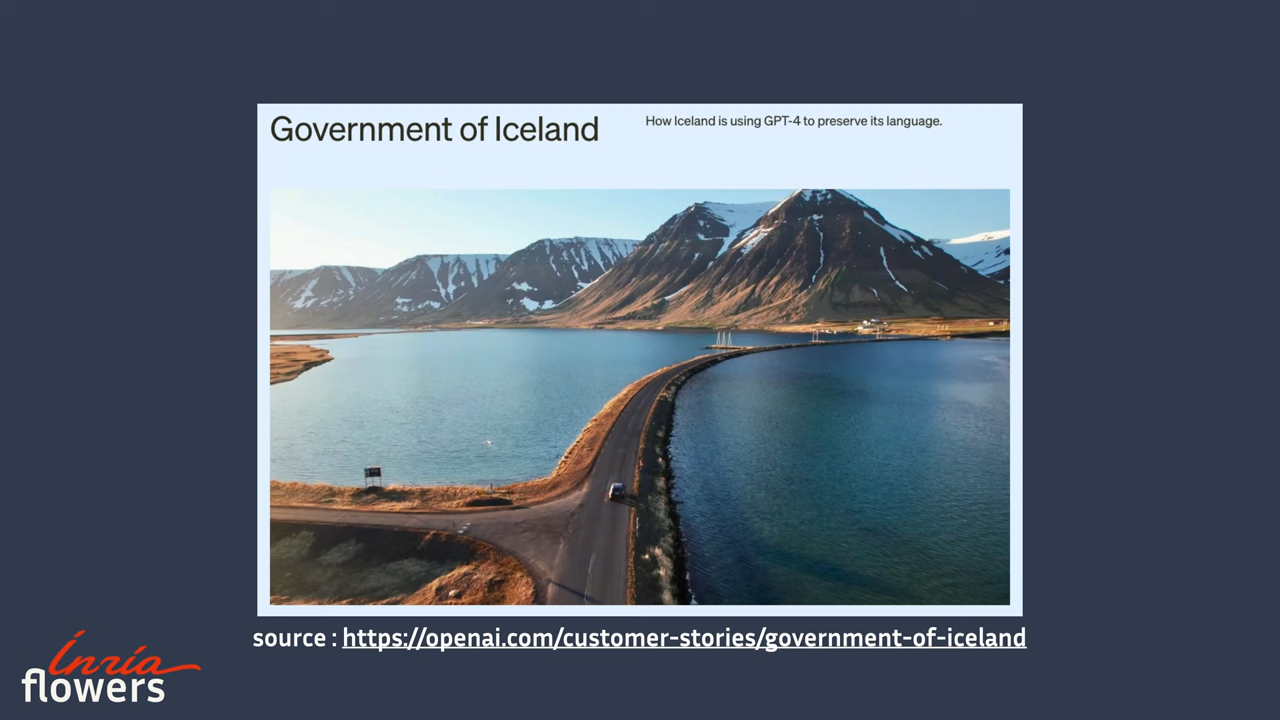 Government of Iceland
How Iceland is using GPT-4 to preserve its language.
source : https://openai.com/customer-stories/government-of-iceland
Inria
flowers